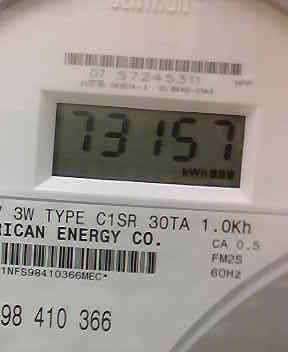 07 57245311
73157
kWh
/ 3W TYPE C1SR 30TA 1.0Kh
RICAN ENERGY CO.
CA 0.5
FM2S
60Hz
1NFS98410366MEC*
98 410 366